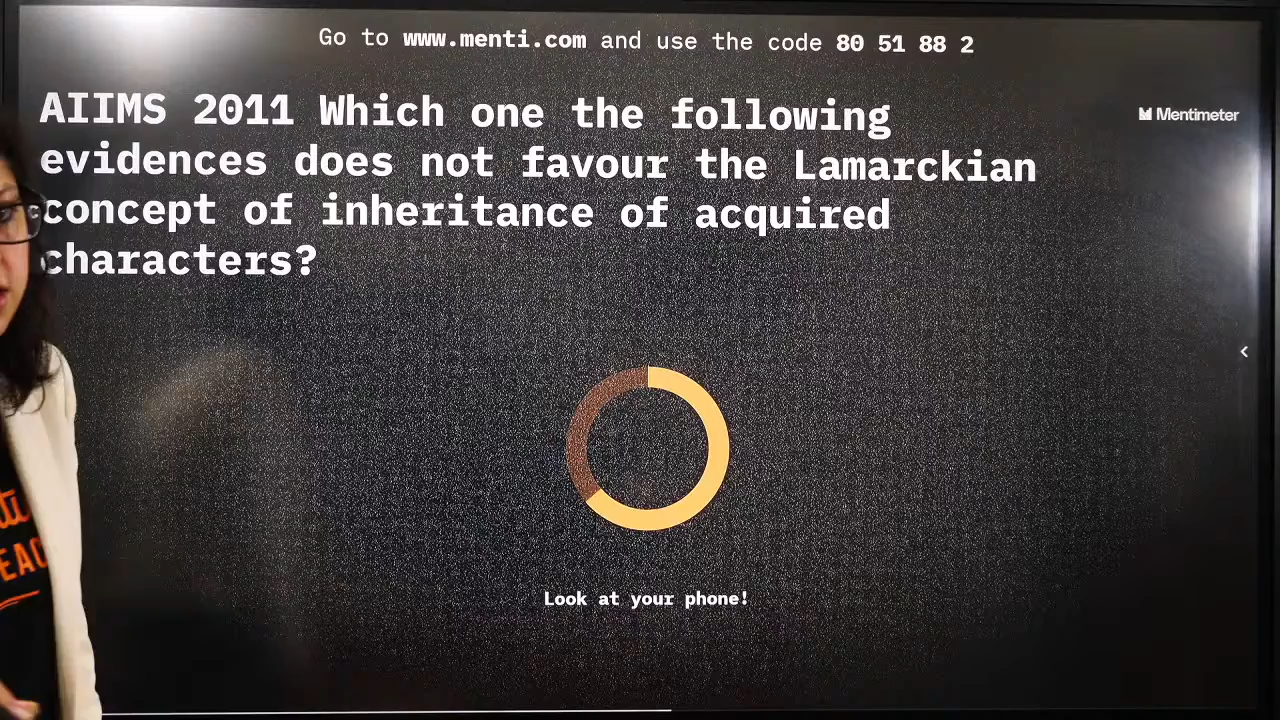 Go to www.menti.com and use the code 80 51 88 2
AIIMS 2011 Which one the following
evidences does not favour the Lamarckian
concept of inheritance of acquired
characters?
Mentimeter
Look at your phone!